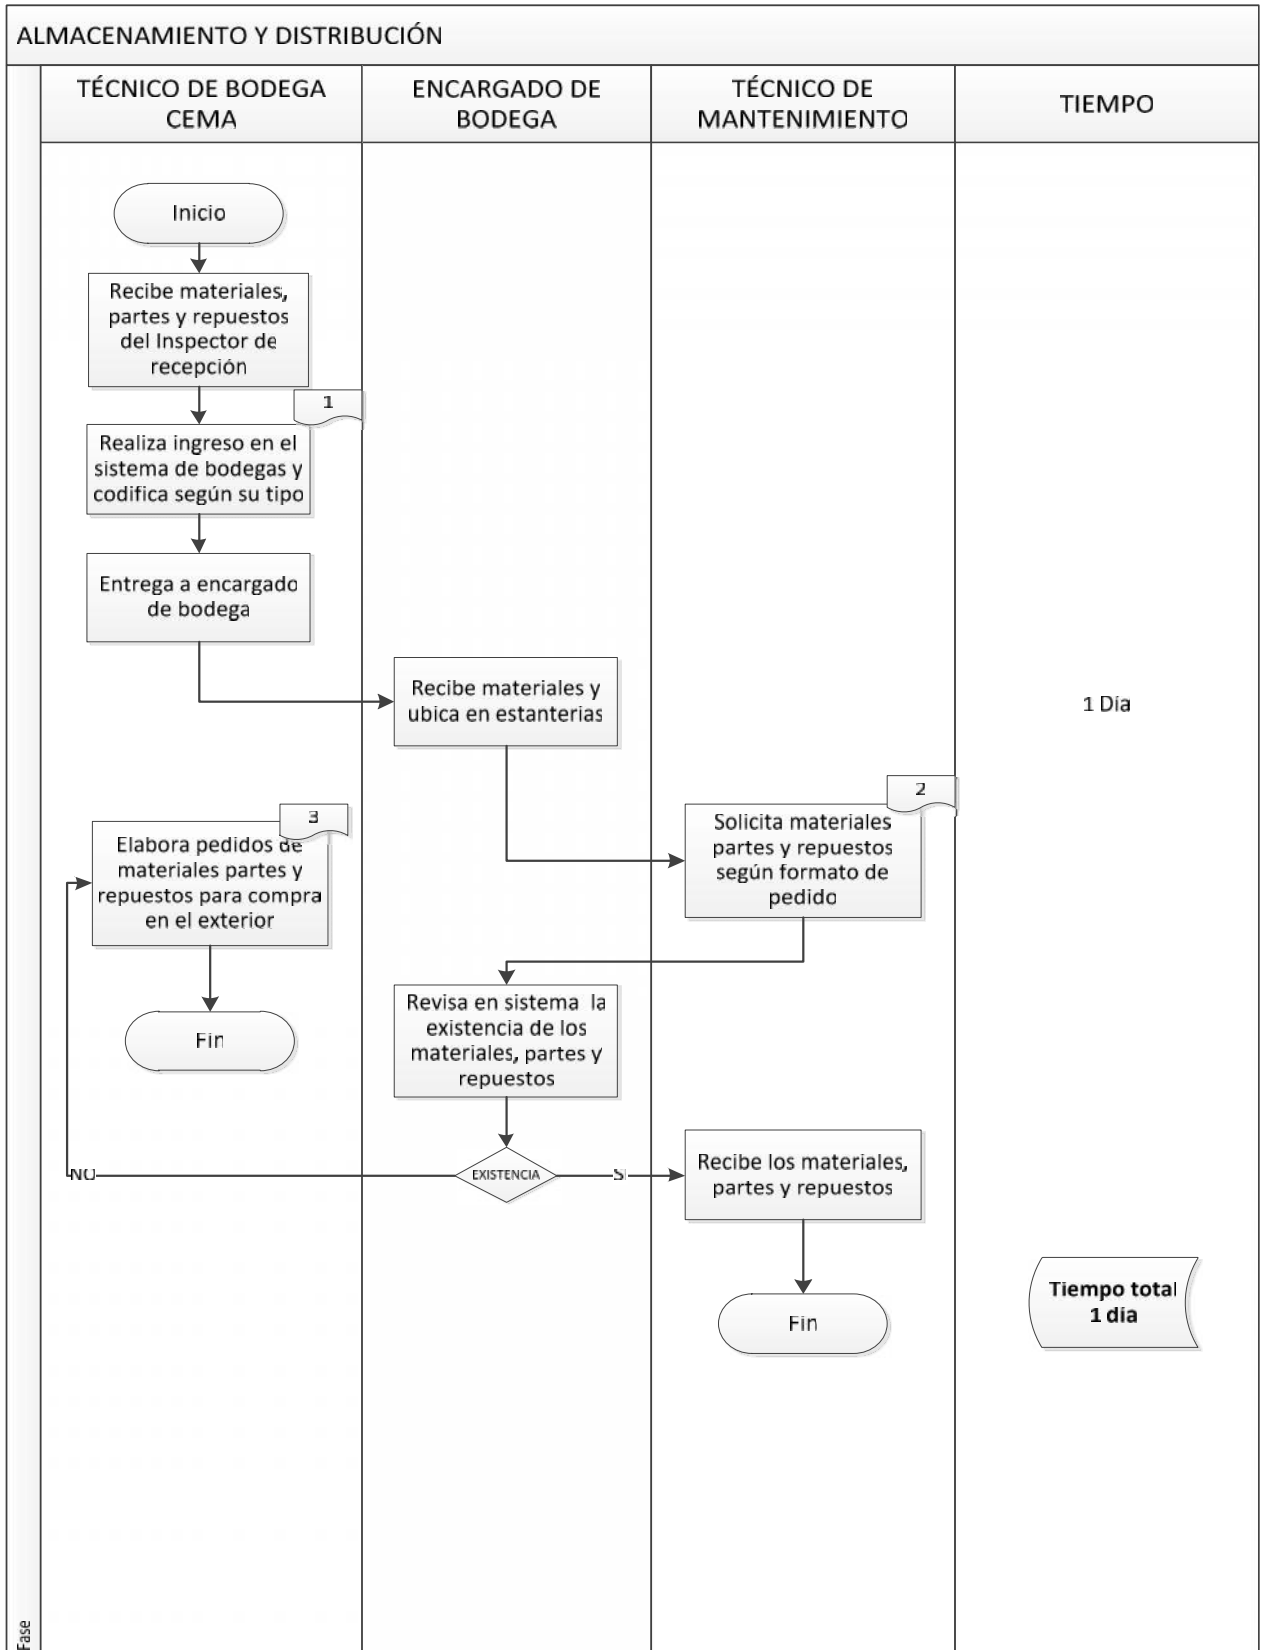 ALMACENAMIENTO Y DISTRIBUCIÓN
TÉCNICO DE BODEGA
CEMA
ENCARGADO DE
BODEGA
TÉCNICO DE
MANTENIMIENTO
TIEMPO
Inicio
Recibe materiales,
partes y repuestos
del Inspector de
recepción
1
Realiza ingreso en el
sistema de bodegas y
codifica según su tipo
Entrega a encargado
de bodega
Recibe materiales y
ubica en estanterias
1 Día
2
Solicita materiales
partes y repuestos
según formato de
pedido
3
Elabora pedidos de
materiales partes y
repuestos para compra
en el exterior
Fin
Revisa en sistema la
existencia de los
materiales, partes y
repuestos
EXISTENCIA
NO
SI
Recibe los materiales,
partes y repuestos
Fin
Tiempo total
1 día
Fase